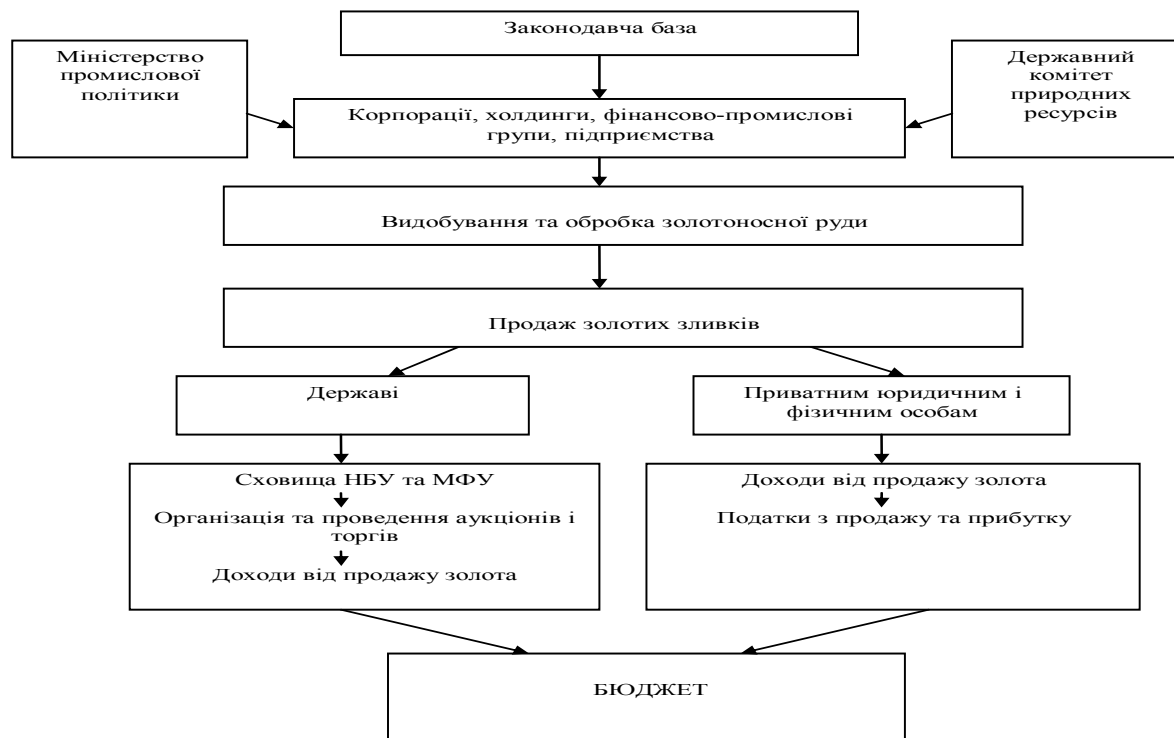 Законодавча база
Міністерство
промислової
політики
Державний
комітет
природних
ресурсів
Корпорації, холдинги, фінансово-промислові
групи, підприємства
Видобування та обробка золотоносної руди
Продаж золотих зливків
Державі
Приватним юридичним і
фізичним особам
Сховища НБУ та МФУ
Організація та проведення аукціонів і
торгів
Доходи від продажу золота
Доходи від продажу золота
Податки з продажу та прибутку
БЮДЖЕТ